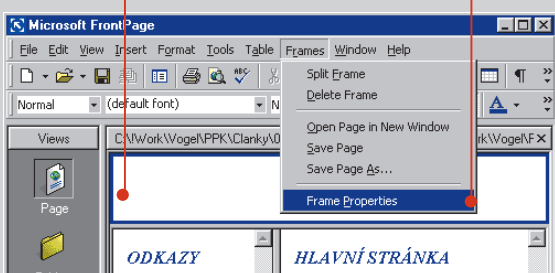 Microsoft FrontPage
File Edit View Insert Format Tools Table Frames Window Help
Split Frame
Delete Frame
Open Page in New Window
Save Page
Save Page As...
Frame Properties
ABC
Normal (default font) N
A
Views
C:\!Work\Vogel\PPK\Clanky\0
rk\Vogel\F
Page
ODKAZY HLAVNÍ STRÁNKA